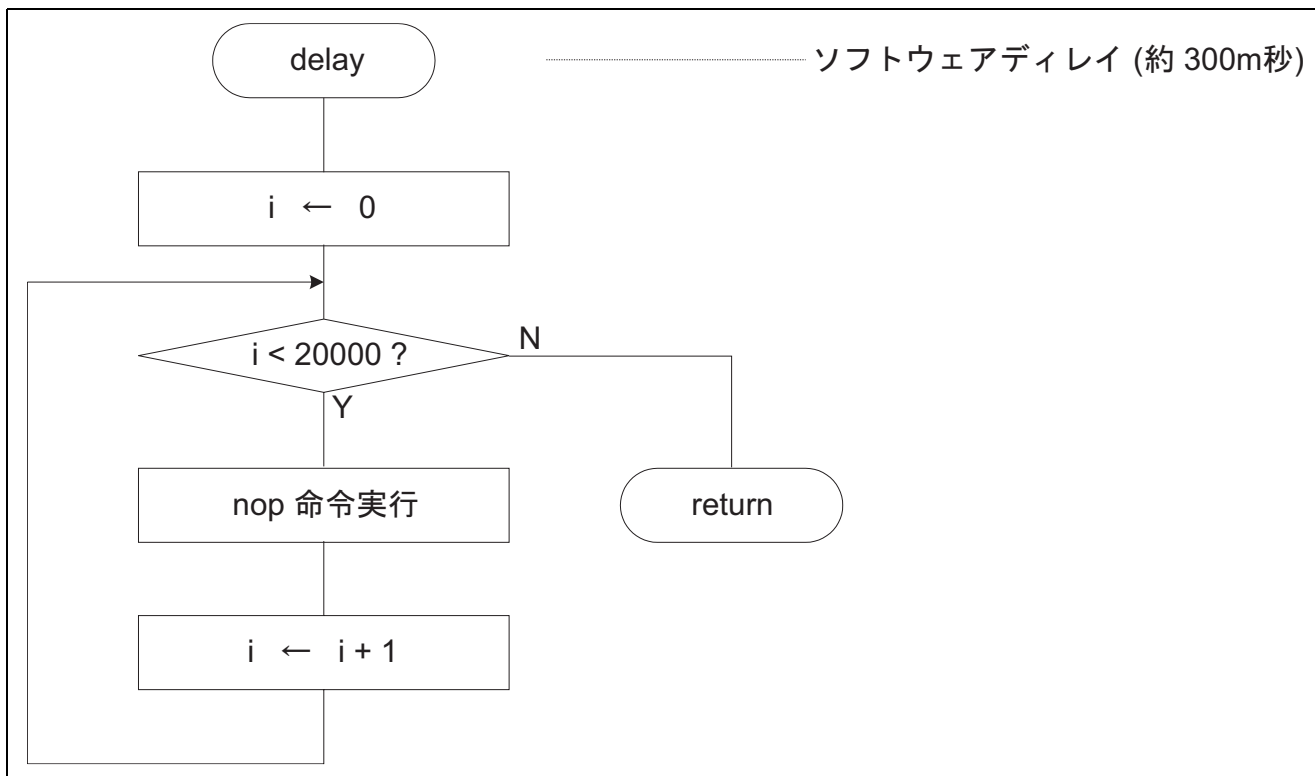 delay
ソフトウェアディレイ (約 300m秒)
i ← 0
i < 20000 ?
N
Y
nop 命令実行
return
i ← i + 1